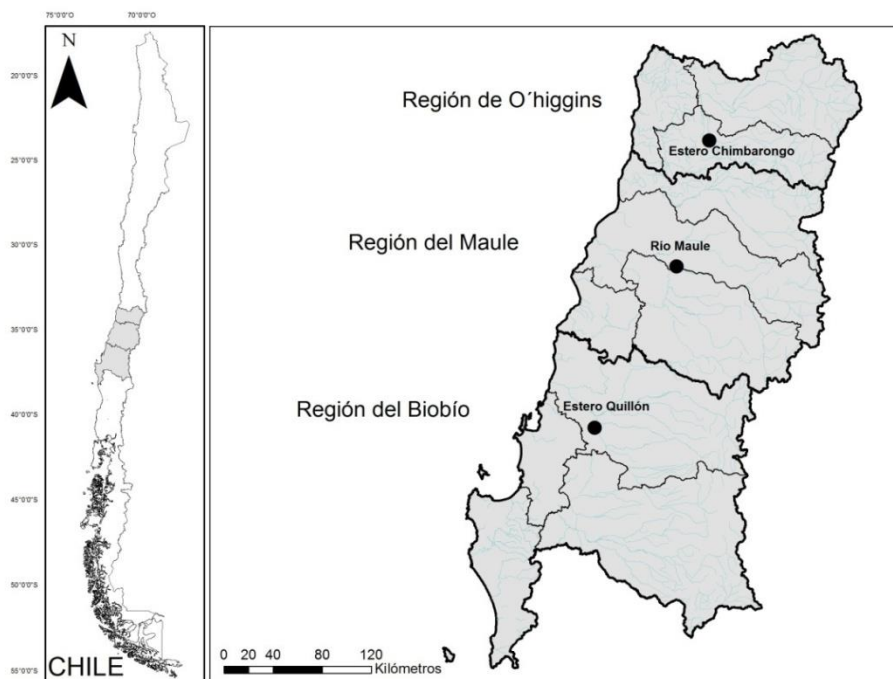 75°0'0"O 70°0'0"O
N
20°0'0"S
25°0'0"S
30°0'0"S
35°0'0"S
40°0'0"S
45°0'0"S
50°0'0"S
55°0'0"S
CHILE
Región de O´higgins
Estero Chimbarongo
Región del Maule
Rio Maule
Región del Biobío
Estero Quillón
0 20 40 80 120
Kilómetros